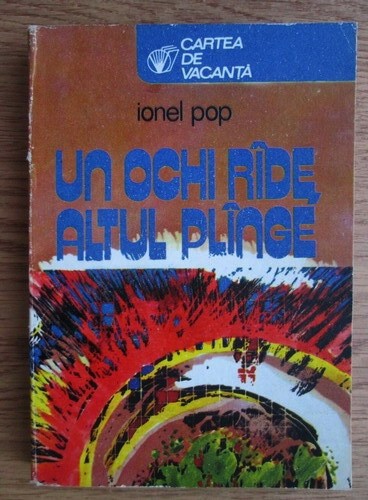 CARTEA
DE
VACANȚĂ
ionel pop
UN OCHI RÎDE,
ALTUL PLÎNGE